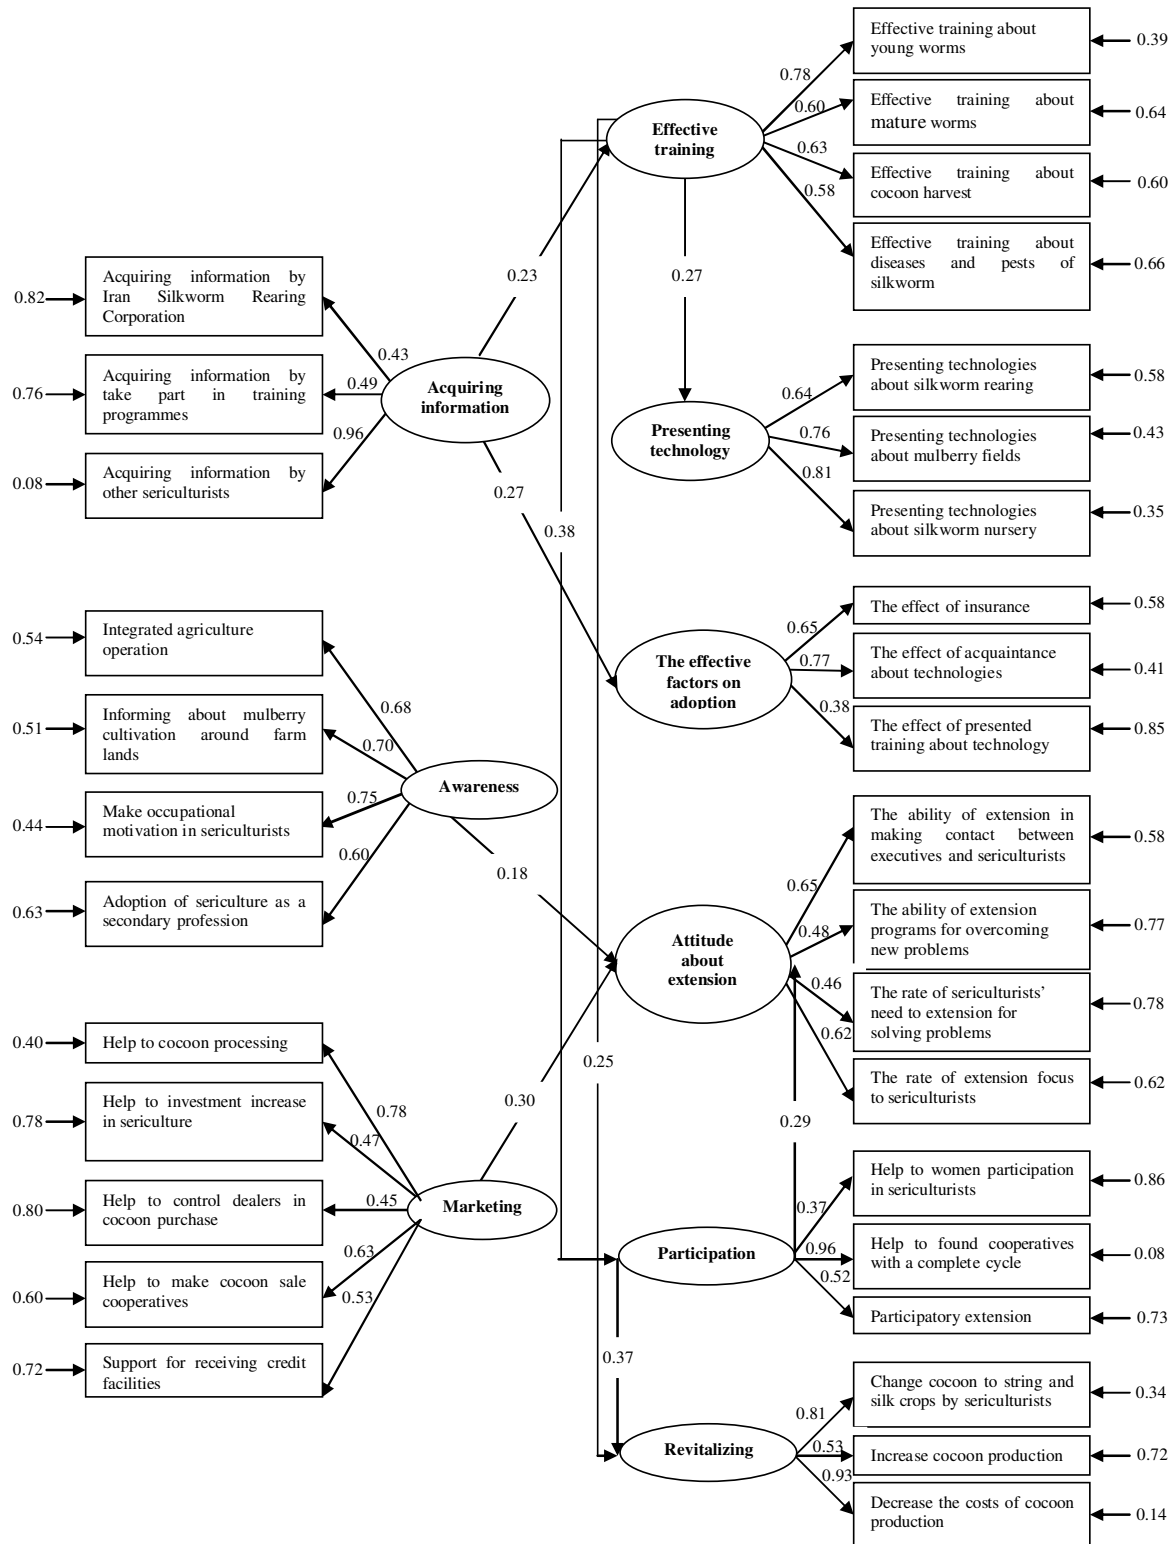 Effective training about
young worms
0.39
0.78
Effective training about
mature worms
0.64
0.60
Effective
training
Effective training about
cocoon harvest
0.60
0.63
0.58
Effective training about
diseases and pests of
silkworm
0.66
0.23
0.27
0.82
Acquiring information by
Iran Silkworm Rearing
Corporation
0.43
0.76
Acquiring information by
take part in training
programmes
0.49
Acquiring
information
0.96
0.08
Acquiring information by
other sericulturists
0.27
0.38
Presenting
technology
0.64
Presenting technologies
about silkworm rearing
0.58
0.76
Presenting technologies
about mulberry fields
0.43
0.81
Presenting technologies
about silkworm nursery
0.35
The effective
factors on
adoption
0.65
The effect of insurance
0.58
0.77
The effect of acquaintance
about technologies
0.41
0.38
The effect of presented
training about technology
0.85
0.54
Integrated agriculture
operation
0.68
0.51
Informing about mulberry
cultivation around farm
lands
0.70
Awareness
0.44
Make occupational
motivation in sericulturists
0.75
0.60
0.63
Adoption of sericulture as a
secondary profession
0.18
The ability of extension in
making contact between
executives and sericulturists
0.58
0.65
Attitude
about
extension
0.48
The ability of extension
programs for overcoming
new problems
0.77
0.46
The rate of sericulturists’
need to extension for
solving problems
0.78
0.62
The rate of extension focus
to sericulturists
0.62
0.25
0.29
0.30
0.40
Help to cocoon processing
0.78
0.78
Help to investment increase
in sericulture
0.47
0.80
Help to control dealers in
cocoon purchase
0.45
Marketing
0.63
0.60
Help to make cocoon sale
cooperatives
0.53
0.72
Support for receiving credit
facilities
Participation
0.37
Help to women participation
in sericulturists
0.86
0.96
Help to found cooperatives
with a complete cycle
0.08
0.52
Participatory extension
0.73
0.37
Revitalizing
0.81
Change cocoon to string and
silk crops by sericulturists
0.34
0.53
Increase cocoon production
0.72
0.93
Decrease the costs of cocoon
production
0.14